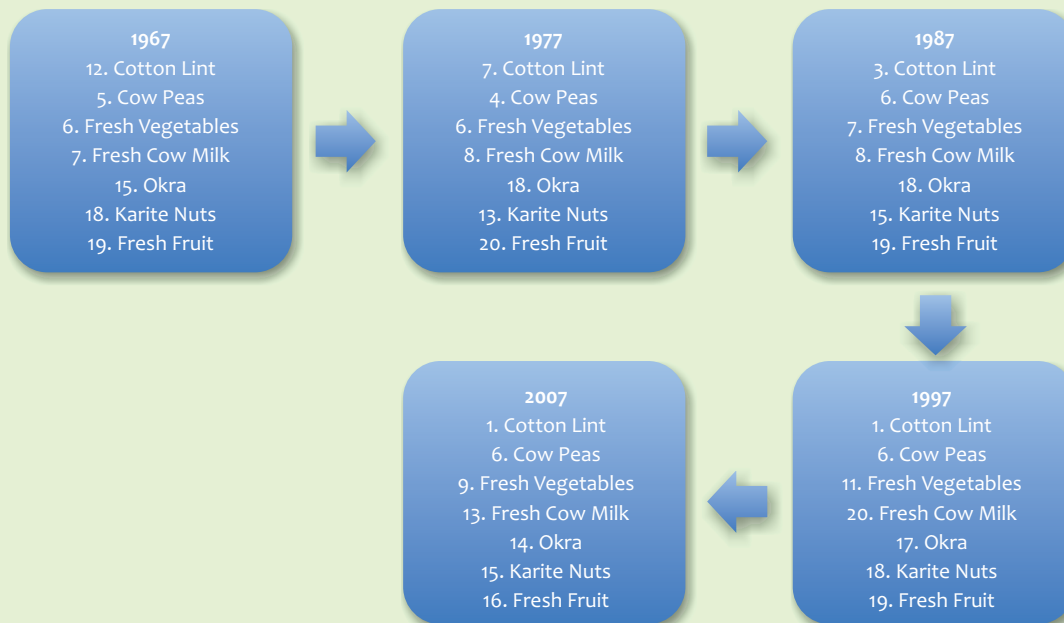 1967
12. Cotton Lint
5. Cow Peas
6. Fresh Vegetables
7. Fresh Cow Milk
15. Okra
18. Karite Nuts
19. Fresh Fruit
1977
7. Cotton Lint
4. Cow Peas
6. Fresh Vegetables
8. Fresh Cow Milk
18. Okra
13. Karite Nuts
20. Fresh Fruit
1987
3. Cotton Lint
6. Cow Peas
7. Fresh Vegetables
8. Fresh Cow Milk
18. Okra
15. Karite Nuts
19. Fresh Fruit
1997
1. Cotton Lint
6. Cow Peas
11. Fresh Vegetables
20. Fresh Cow Milk
17. Okra
18. Karite Nuts
19. Fresh Fruit
2007
1. Cotton Lint
6. Cow Peas
9. Fresh Vegetables
13. Fresh Cow Milk
14. Okra
15. Karite Nuts
16. Fresh Fruit